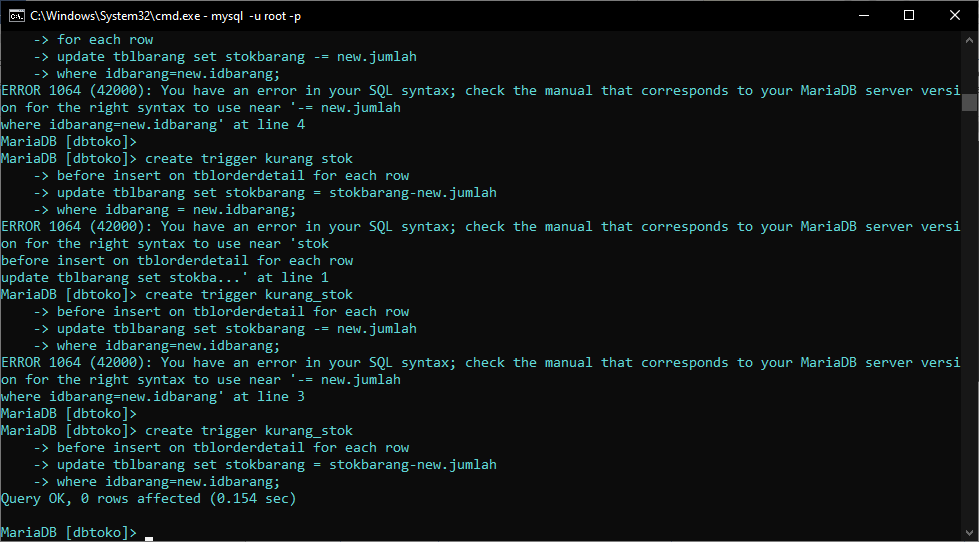 C:\Windows\System32\cmd.exe - mysql  -u root -p
    -> for each row
    -> update tblbarang set stokbarang -= new.jumlah
    -> where idbarang=new.idbarang;
ERROR 1064 (42000): You have an error in your SQL syntax; check the manual that corresponds to your MariaDB server versi
on for the right syntax to use near '-= new.jumlah
where idbarang=new.idbarang' at line 4
MariaDB [dbtoko]>
MariaDB [dbtoko]> create trigger kurang stok
    -> before insert on tblorderdetail for each row
    -> update tblbarang set stokbarang = stokbarang-new.jumlah
    -> where idbarang = new.idbarang;
ERROR 1064 (42000): You have an error in your SQL syntax; check the manual that corresponds to your MariaDB server versi
on for the right syntax to use near 'stok
before insert on tblorderdetail for each row
update tblbarang set stokba...' at line 1
MariaDB [dbtoko]> create trigger kurang_stok
    -> before insert on tblorderdetail for each row
    -> update tblbarang set stokbarang -= new.jumlah
    -> where idbarang=new.idbarang;
ERROR 1064 (42000): You have an error in your SQL syntax; check the manual that corresponds to your MariaDB server versi
on for the right syntax to use near '-= new.jumlah
where idbarang=new.idbarang' at line 3
MariaDB [dbtoko]>
MariaDB [dbtoko]> create trigger kurang_stok
    -> before insert on tblorderdetail for each row
    -> update tblbarang set stokbarang = stokbarang-new.jumlah
    -> where idbarang=new.idbarang;
Query OK, 0 rows affected (0.154 sec)
MariaDB [dbtoko]>